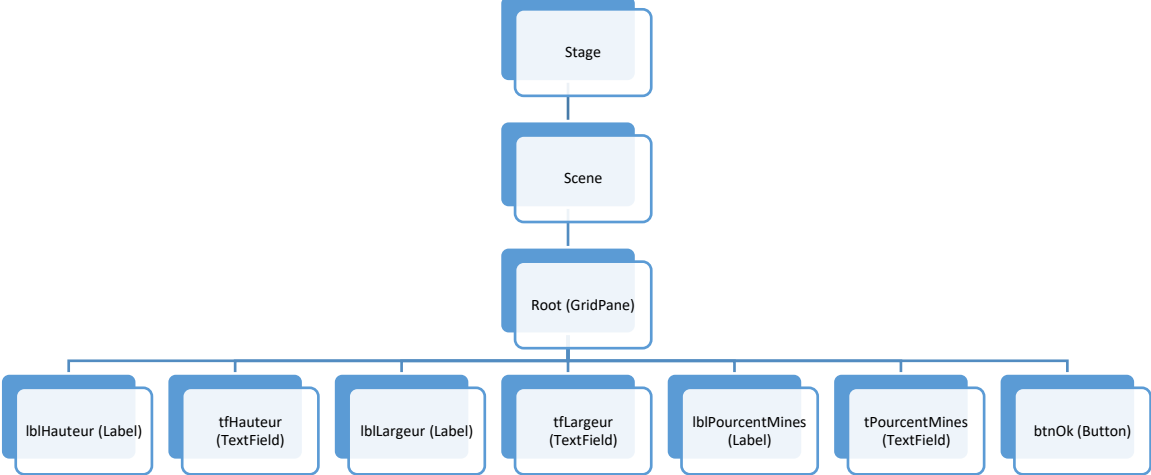 Stage
Scene
Root (GridPane)
lblHauteur (Label)
tfHauteur
(TextField)
lblLargeur (Label)
tfLargeur
(TextField)
lblPourcentMines
(Label)
tPourcentMines
(TextField)
btnOk (Button)